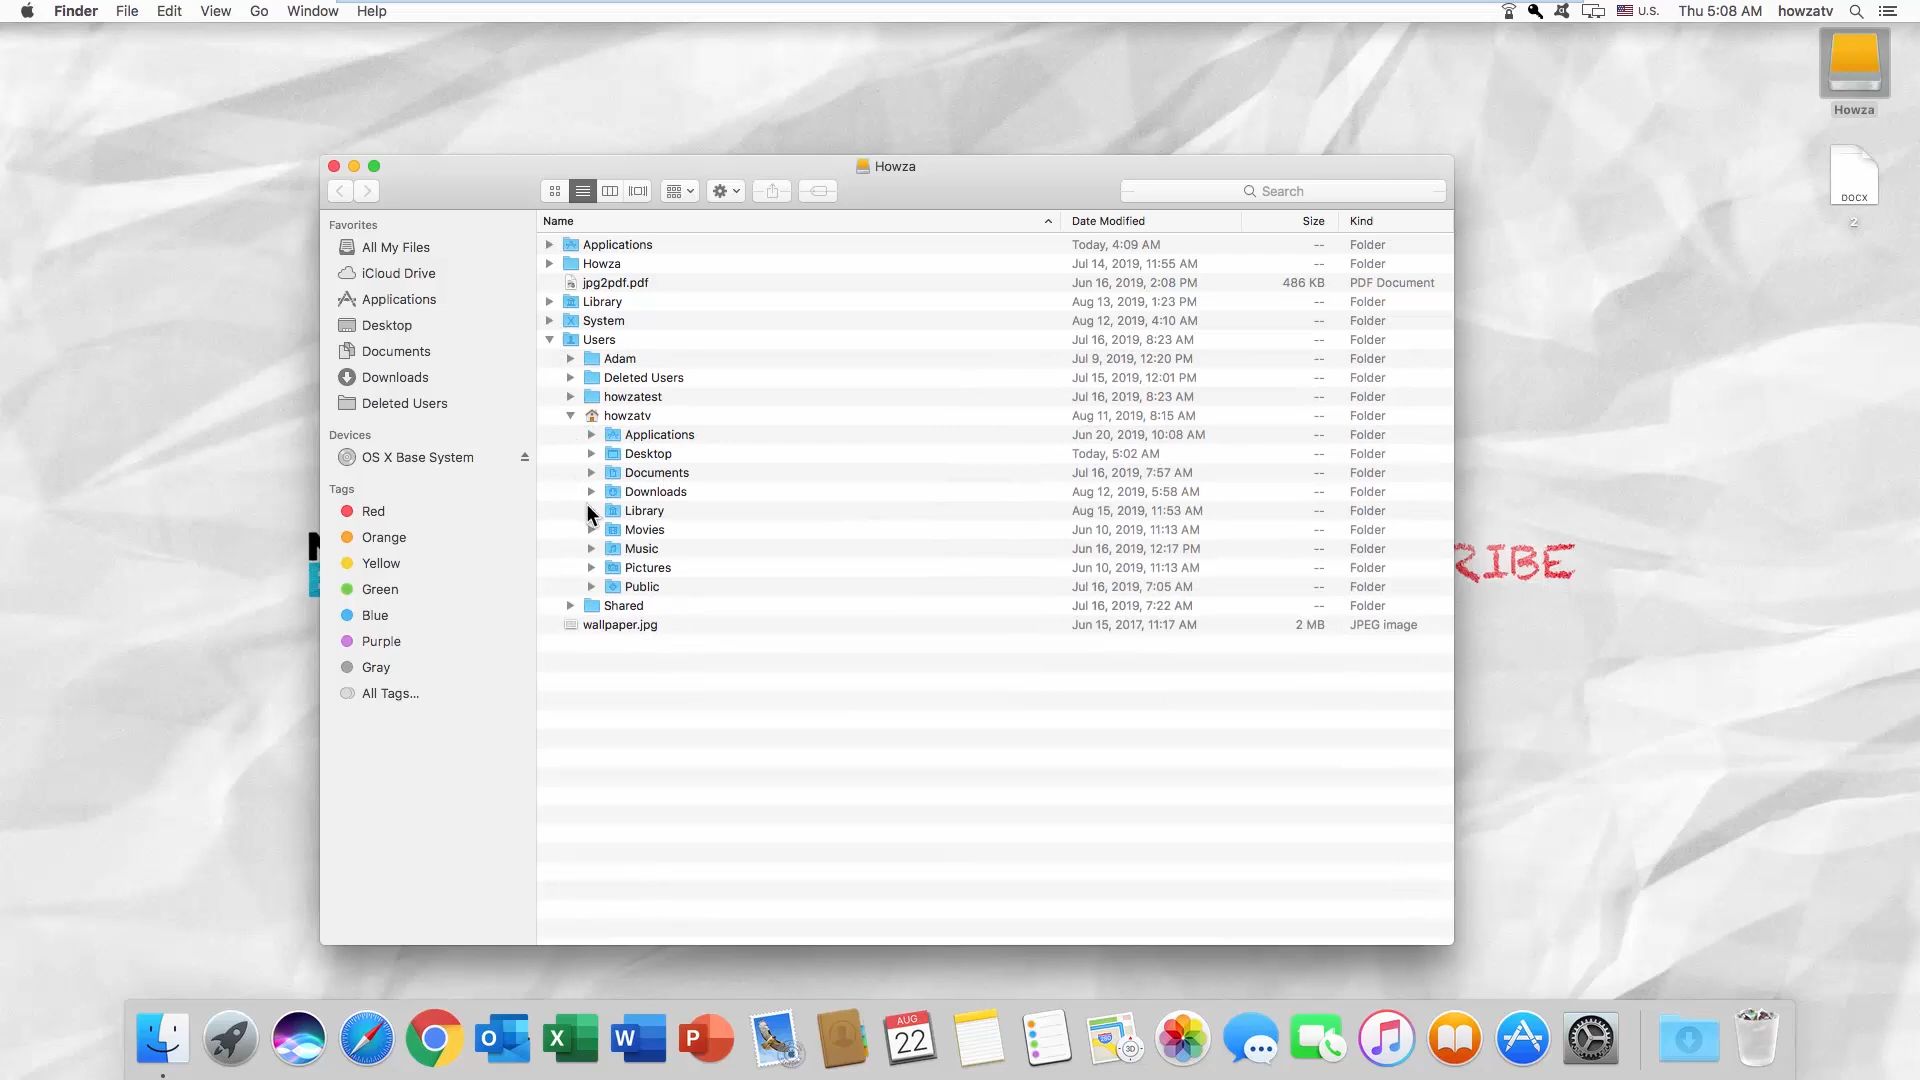 Finder File Edit View Go Window Help U.S. Thu 5:08 AM howzatv
Howza
DOCX
2
Howza
Search
Favorites
All My Files
iCloud Drive
Applications
Desktop
Documents
Downloads
Deleted Users
Devices
OS X Base System
Tags
Red
Orange
Yellow
Green
Blue
Purple
Gray
All Tags...
Name Date Modified Size Kind
Applications Today, 4:09 AM -- Folder
Howza Jul 14, 2019, 11:55 AM -- Folder
jpg2pdf.pdf Jun 16, 2019, 2:08 PM 486 KB PDF Document
Library Aug 13, 2019, 1:23 PM -- Folder
System Aug 12, 2019, 4:10 AM -- Folder
Users Jul 16, 2019, 8:23 AM -- Folder
Adam Jul 9, 2019, 12:20 PM -- Folder
Deleted Users Jul 15, 2019, 12:01 PM -- Folder
howzatest Jul 16, 2019, 8:23 AM -- Folder
howzatv Aug 11, 2019, 8:15 AM -- Folder
Applications Jun 20, 2019, 10:08 AM -- Folder
Desktop Today, 5:02 AM -- Folder
Documents Jul 16, 2019, 7:57 AM -- Folder
Downloads Aug 12, 2019, 5:58 AM -- Folder
Library Aug 15, 2019, 11:53 AM -- Folder
Movies Jun 10, 2019, 11:13 AM -- Folder
Music Jun 16, 2019, 12:17 PM -- Folder
Pictures Jun 10, 2019, 11:13 AM -- Folder
Public Jul 16, 2019, 7:05 AM -- Folder
Shared Jul 16, 2019, 7:22 AM -- Folder
wallpaper.jpg Jun 15, 2017, 11:17 AM 2 MB JPEG image
RIBE
O X W P AUG
22
3D